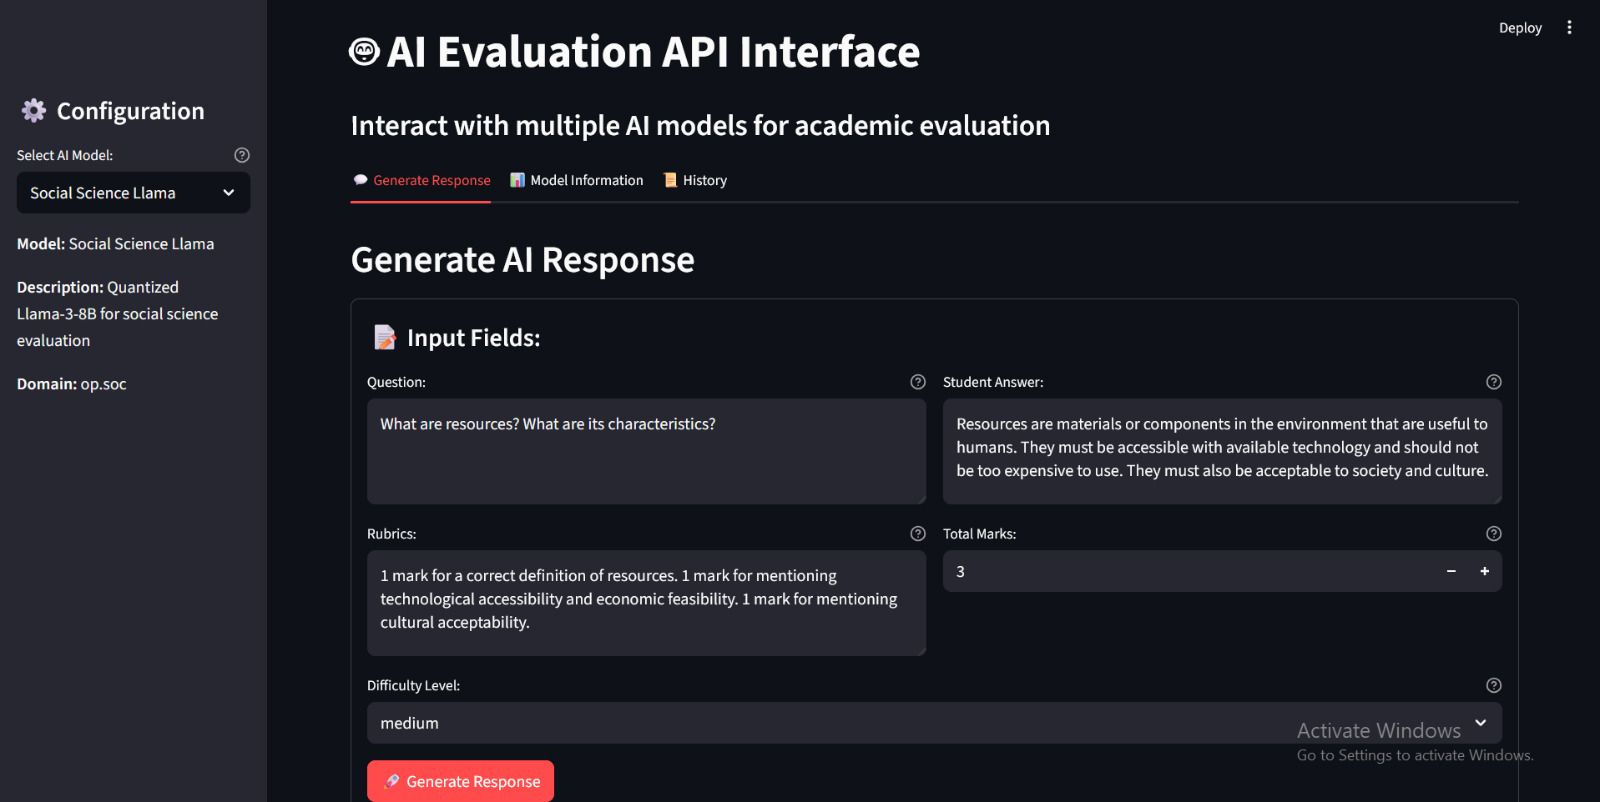 Deploy
AI Evaluation API Interface
Configuration
Interact with multiple AI models for academic evaluation
Select AI Model:
Social Science Llama
Model: Social Science Llama
Description: Quantized
Llama-3-8B for social science
evaluation
Domain: op.soc
Generate Response
Model Information
History
Generate AI Response
Input Fields:
Question:
What are resources? What are its characteristics?
Student Answer:
Resources are materials or components in the environment that are useful to
humans. They must be accessible with available technology and should not
be too expensive to use. They must also be acceptable to society and culture.
Rubrics:
1 mark for a correct definition of resources. 1 mark for mentioning
technological accessibility and economic feasibility. 1 mark for mentioning
cultural acceptability.
Total Marks:
3
Difficulty Level:
medium
Generate Response
Activate Windows
Go to Settings to activate Windows.